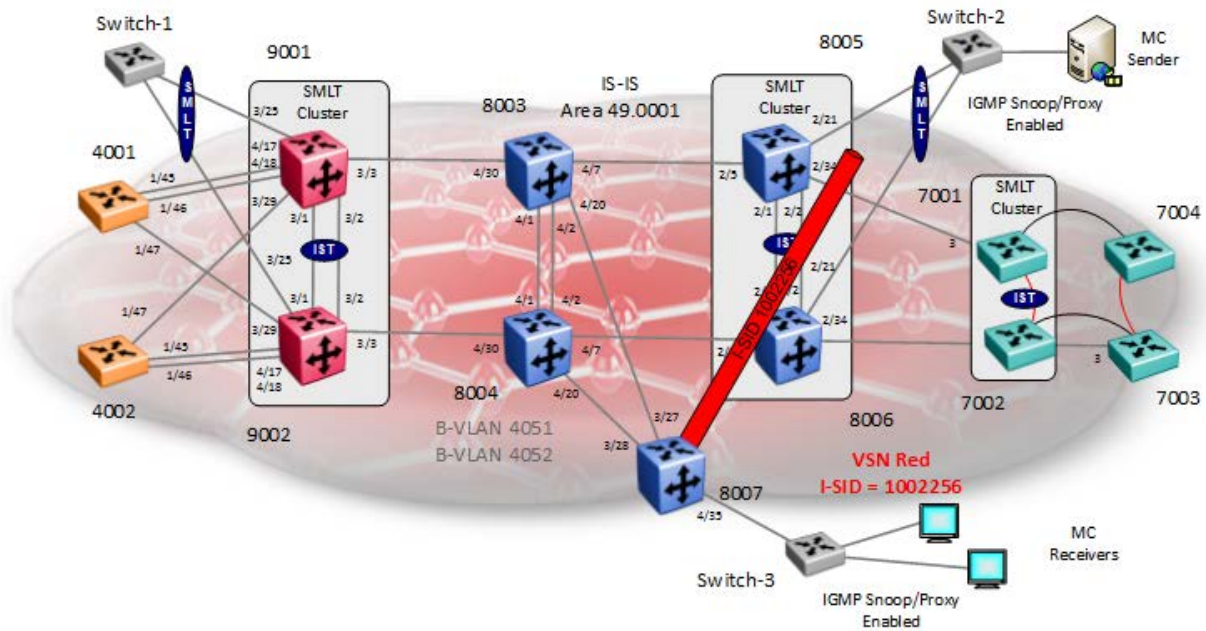 Switch-1
9001
SMLT
Cluster
SMLT
3/25
4/17
4/18
3/29
3/3
3/1
3/2
IST
4001
1/45
1/46
1/47
3/25
3/1
3/2
1/47
3/29
3/3
1/45
1/46
4/17
4/18
4002
9002
IS-IS
Area 49.0001
8003
4/30
4/7
4/20
4/1
4/2
4/1
4/2
4/30
4/7
8004
4/20
B-VLAN 4051
B-VLAN 4052
8005
SMLT
Cluster
2/21
2/34
2/5
2/1
2/2
IST
2/21
2/34
8006
I-SID 1002256
Switch-2
MC
Sender
IGMP Snoop/Proxy
Enabled
SMLT
7001
SMLT
Cluster
3
IST
7002
7004
3
7003
3/27
3/28
8007
4/35
VSN Red
I-SID = 1002256
Switch-3
MC
Receivers
IGMP Snoop/Proxy
Enabled